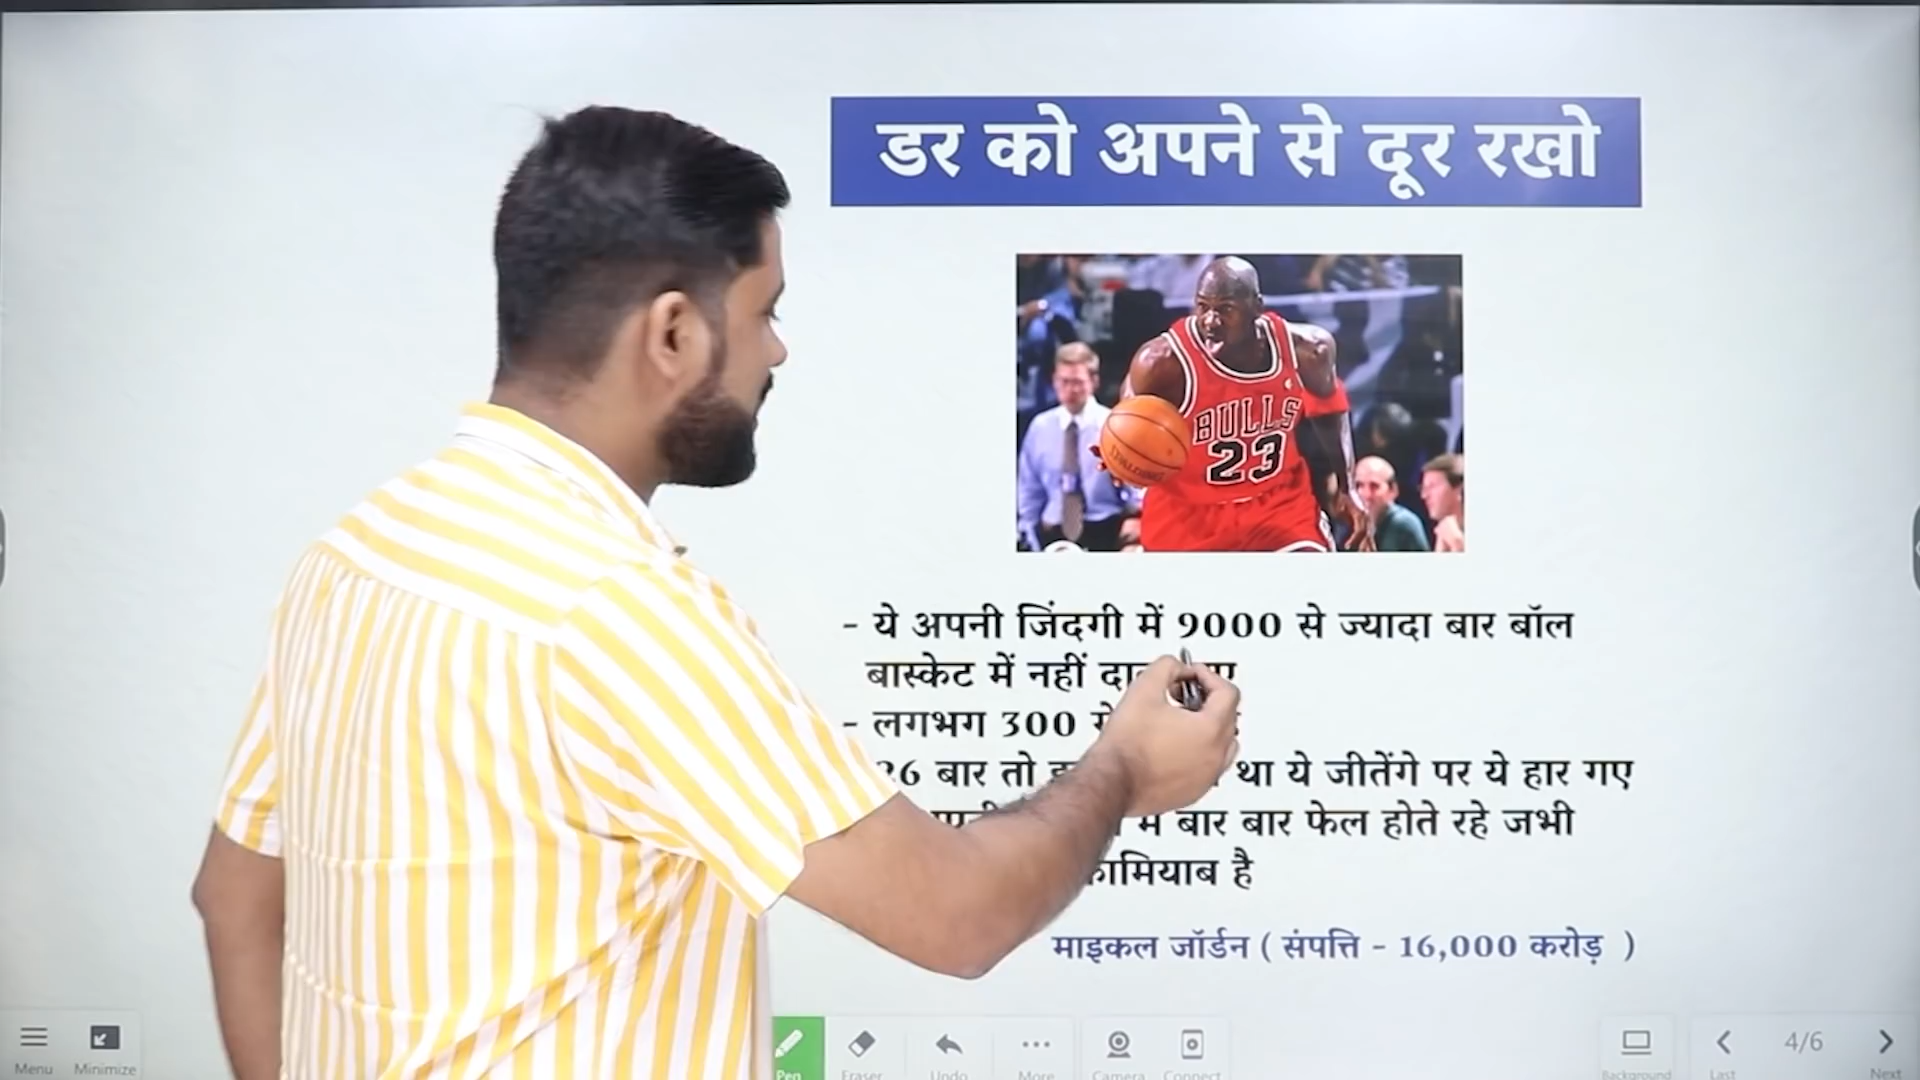 डर को अपने से दूर रखो
BULLS
23
SPALDING
- ये अपनी जिंदगी में 9000 से ज्यादा बार बॉल
बास्केट में नहीं
- लगभग 300
26 बार तो था ये जीतेंगे पर ये हार गए
में बार बार फेल होते रहे जभी
कामियाब है
माइकल जॉर्डन ( संपत्ति - 16,000 करोड़ )
Menu Minimize Pen Eraser Undo More Camera Connect Background Last 4/6 Next